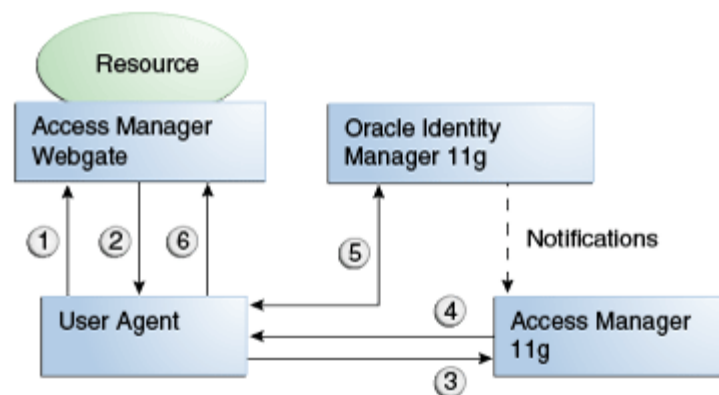 Resource
Access Manager
Webgate
Oracle Identity
Manager 11g
1
2
6
5
Notifications
User Agent
4
Access Manager
11g
3